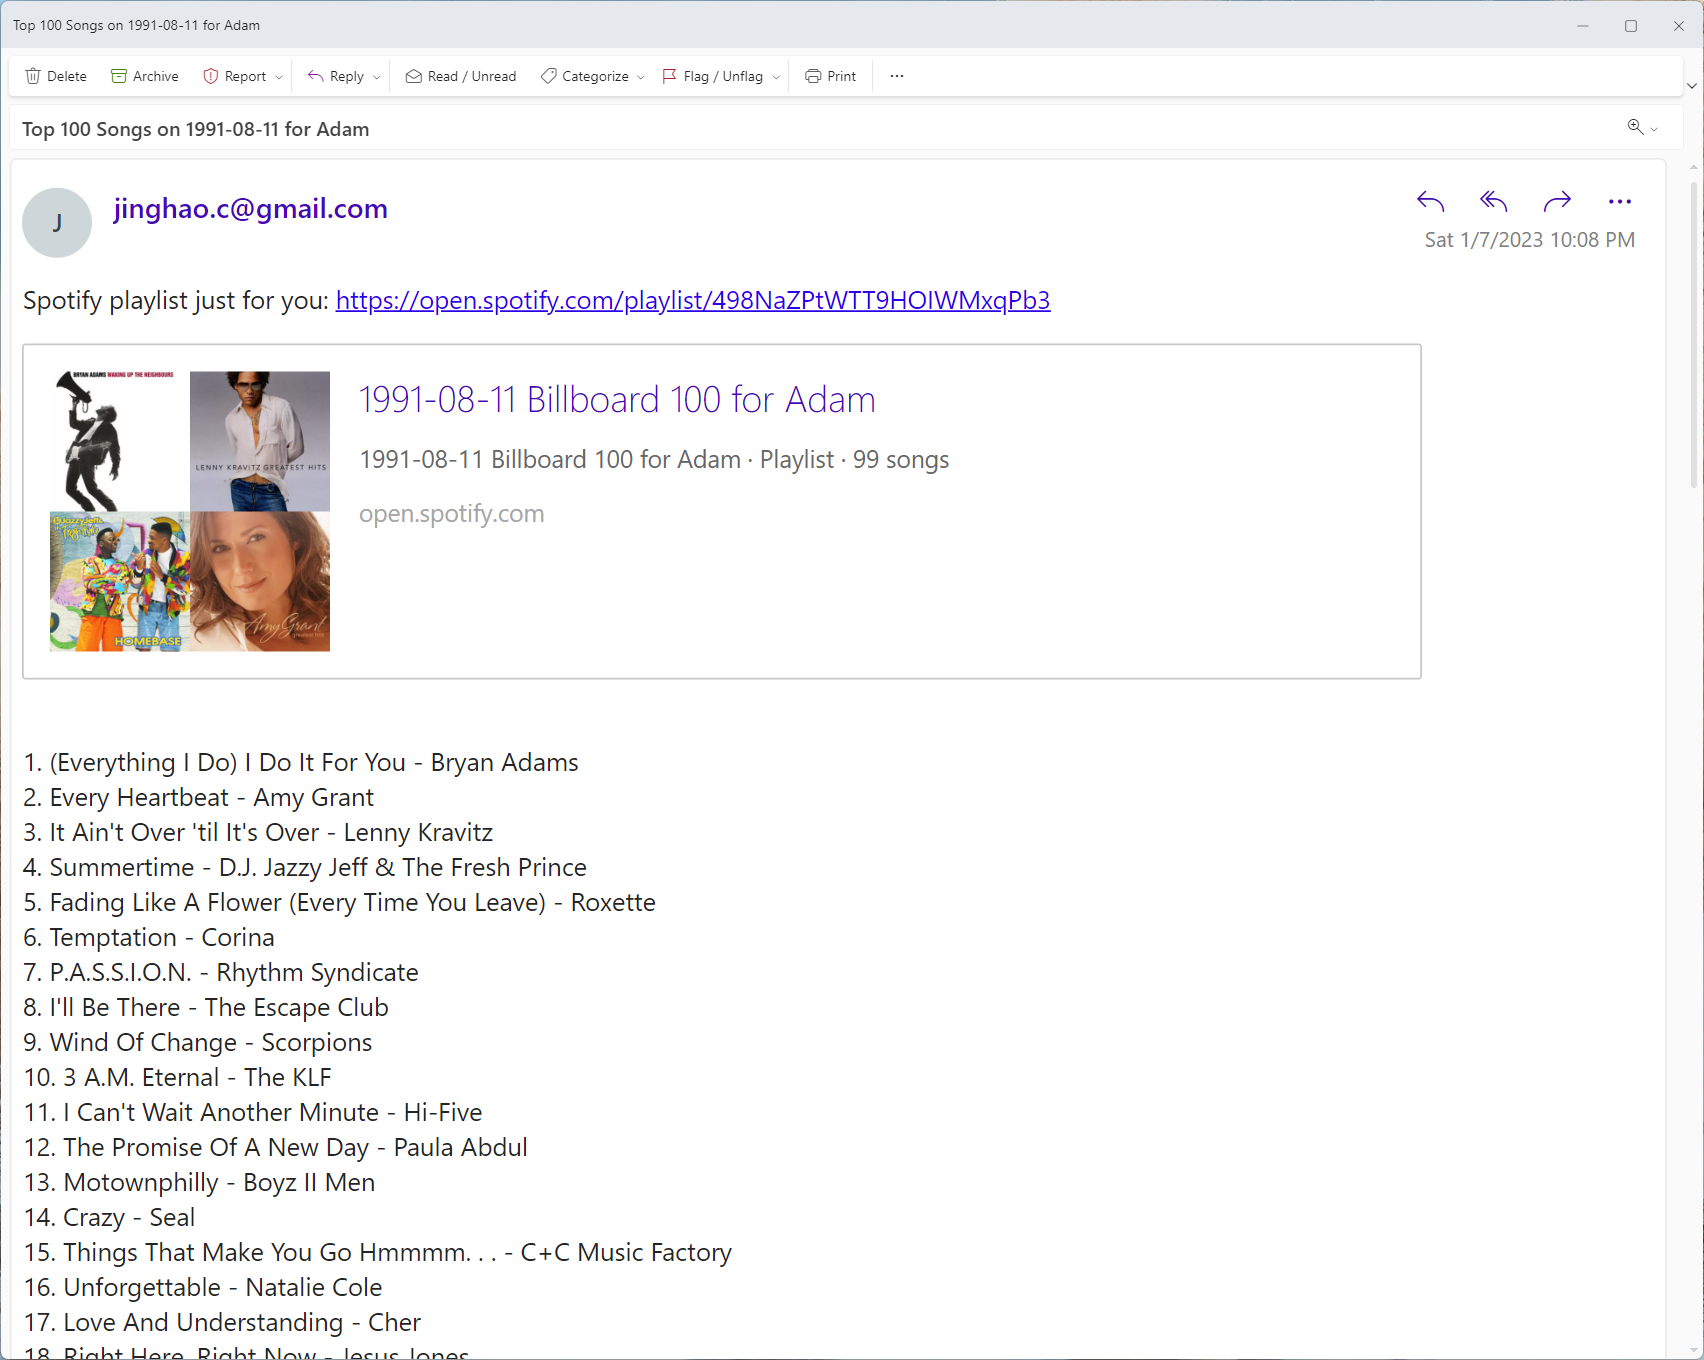 Top 100 Songs on 1991-08-11 for Adam
Delete Archive Report Reply Read / Unread Categorize Flag / Unflag Print
Top 100 Songs on 1991-08-11 for Adam
J
jinghao.c@gmail.com
Sat 1/7/2023 10:08 PM
Spotify playlist just for you: https://open.spotify.com/playlist/498NaZPtWTT9HOIWMxqPb3
BRYAN ADAMS WAKING UP THE NEIGHBOURS
LENNY KRAVITZ GREATEST HITS
HOMEBASE
Amy Grant
greatest hits
1991-08-11 Billboard 100 for Adam
1991-08-11 Billboard 100 for Adam · Playlist · 99 songs
open.spotify.com
1. (Everything I Do) I Do It For You - Bryan Adams
2. Every Heartbeat - Amy Grant
3. It Ain't Over 'til It's Over - Lenny Kravitz
4. Summertime - D.J. Jazzy Jeff & The Fresh Prince
5. Fading Like A Flower (Every Time You Leave) - Roxette
6. Temptation - Corina
7. P.A.S.S.I.O.N. - Rhythm Syndicate
8. I'll Be There - The Escape Club
9. Wind Of Change - Scorpions
10. 3 A.M. Eternal - The KLF
11. I Can't Wait Another Minute - Hi-Five
12. The Promise Of A New Day - Paula Abdul
13. Motownphilly - Boyz II Men
14. Crazy - Seal
15. Things That Make You Go Hmmmm. . . - C+C Music Factory
16. Unforgettable - Natalie Cole
17. Love And Understanding - Cher
18. Right Here, Right Now - Jesus Jones